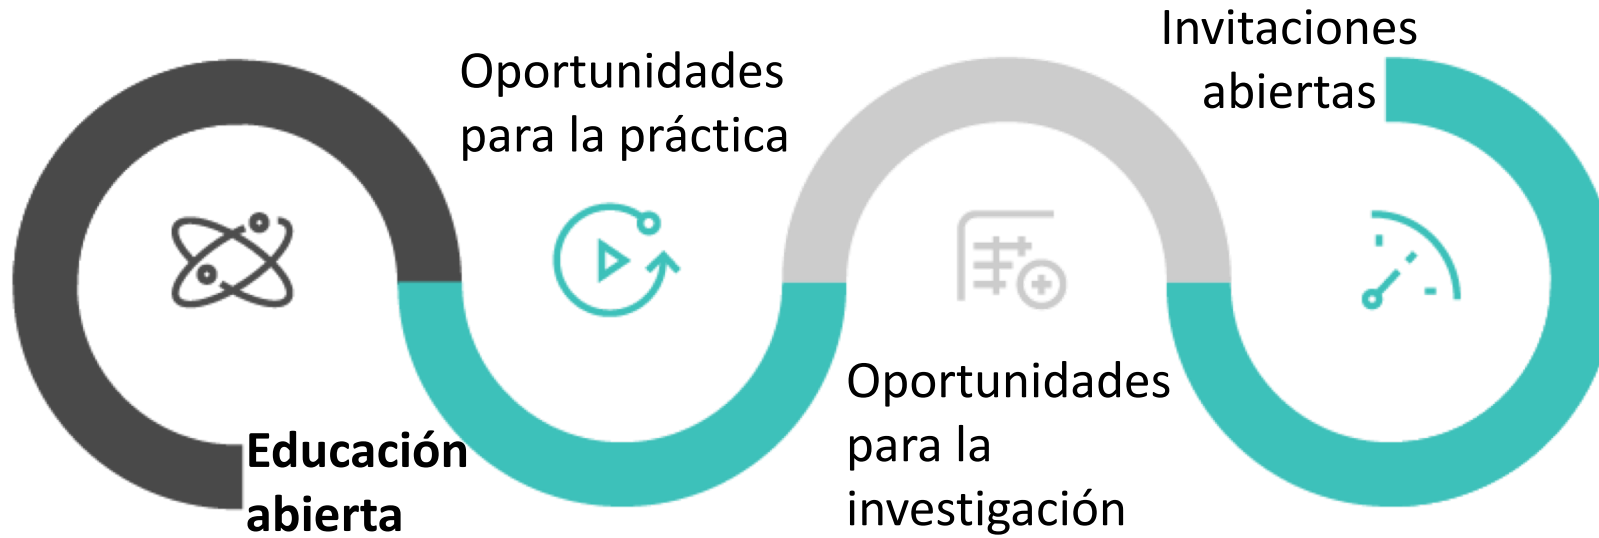 Educación
abierta
Oportunidades
para la práctica
Oportunidades
para la
investigación
Invitaciones
abiertas